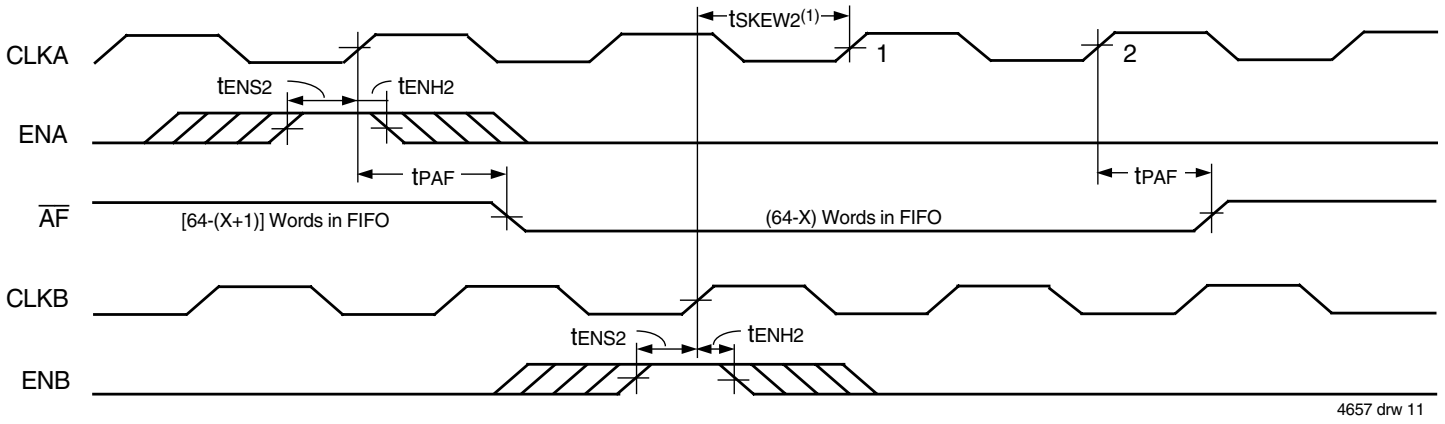 tSKEW2(1)
CLKA
1
2
tENS2
tENH2
ENA
tPAF
tPAF
AF
[64-(X+1)] Words in FIFO
(64-X) Words in FIFO
CLKB
tENS2
tENH2
ENB
4657 drw 11